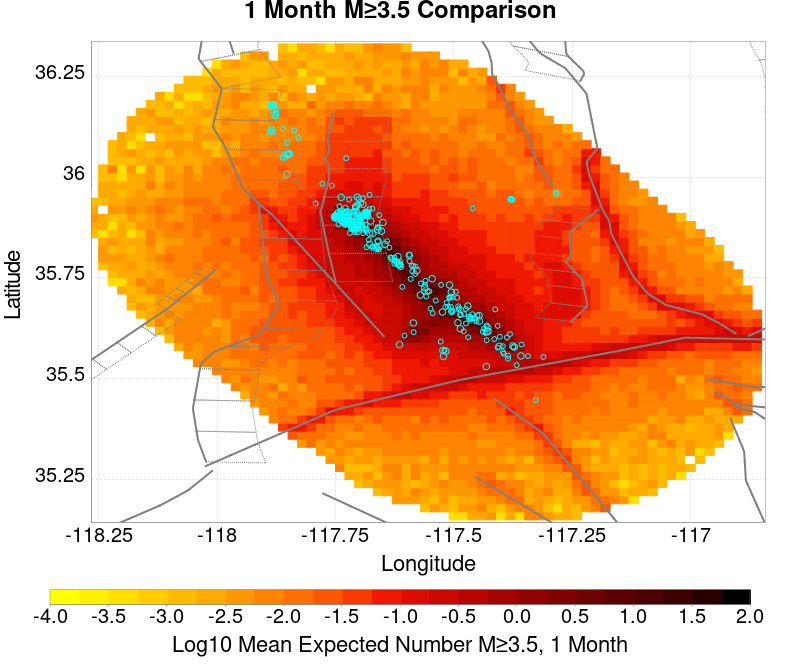 1 Month M≥3.5 Comparison
36.25
36
35.75
35.5
35.25
Latitude
-118.25 -118 -117.75 -117.5 -117.25 -117
Longitude
-4.0 -3.5 -3.0 -2.5 -2.0 -1.5 -1.0 -0.5 0.0 0.5 1.0 1.5 2.0
Log10 Mean Expected Number M≥3.5, 1 Month